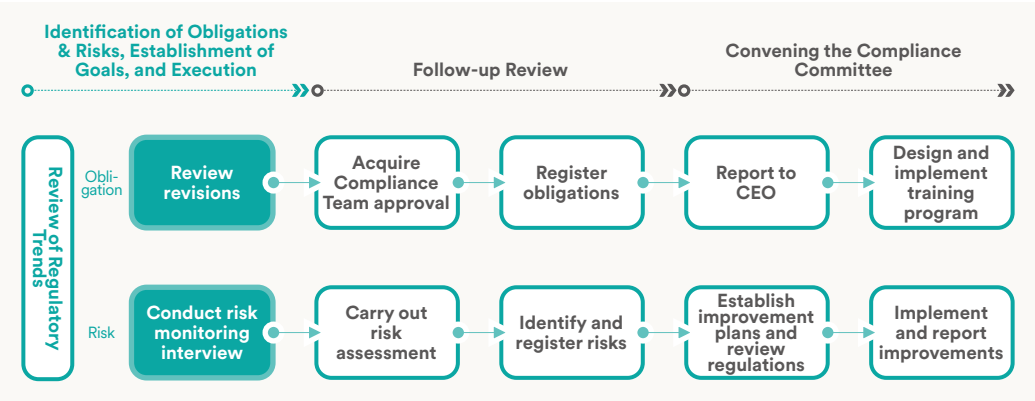 Identification of Obligations
& Risks, Establishment of
Goals, and Execution
Follow-up Review
Convening the Compliance
Committee
Review of Regulatory
Trends
Obli-
gation
Review
revisions
Acquire
Compliance
Team approval
Register
obligations
Report to
CEO
Design and
implement
training
program
Risk
Conduct risk
monitoring
interview
Carry out
risk
assessment
Identify and
register risks
Establish
improvement
plans and
review
regulations
Implement
and report
improvements